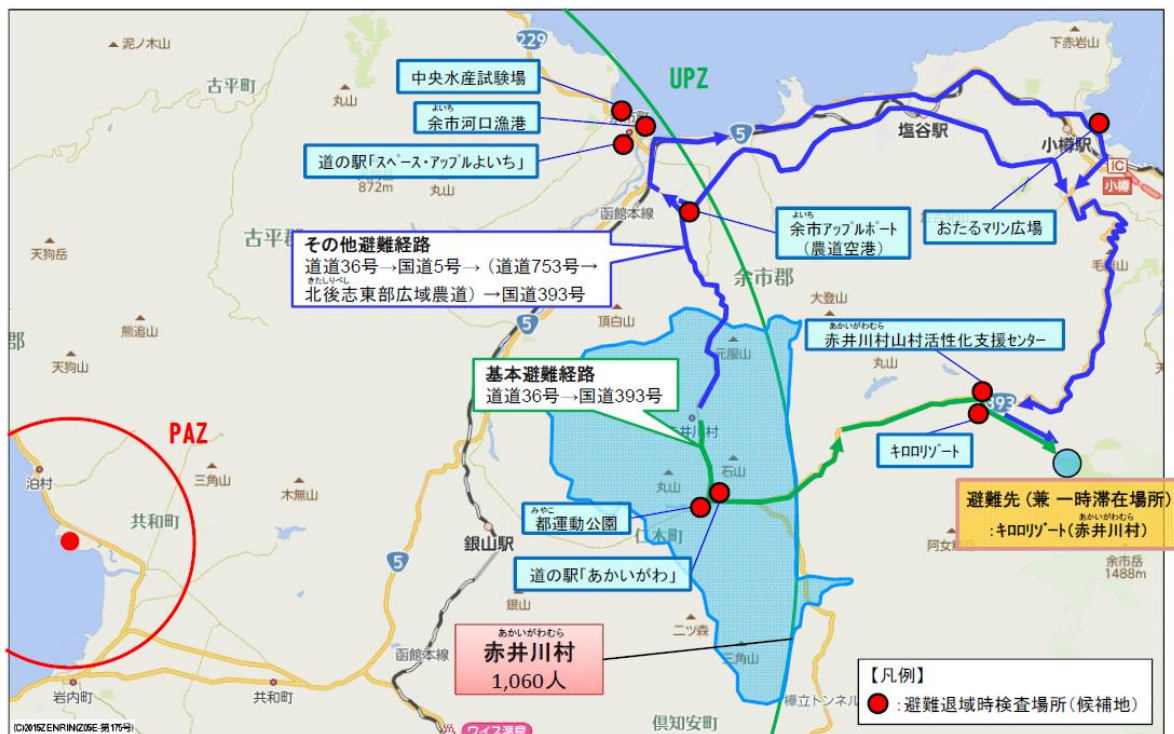 泥ノ木山
229
下赤岩山
古平町
丸山
中央水産試験場
UPZ
よいち
余市河口漁港
5
塩谷駅
小樽駅
IC
小樽
道の駅「スペース・アップルよいち」
872m
丸山
函館本線
よいち
余市アップルポート
(農道空港)
おたるマリン広場
天狗岳
古平郡
その他避難経路
道道36号→国道5号→(道道753号→
きたしりべし
北後志東部広域農道)→国道393号
余市郡
大登山
熊追山
5
頂白山
元服山
あかいがわむら
赤井川村山村活性化支援センター
丸山
天狗山
基本避難経路
道道36号→国道393号
393
キロロリゾート
PAZ
泊村
三角山
木無山
共和町
丸山
石山
みやこ
都運動公園
仁木町
避難先(兼 一時滞在場所)
あかいがわむら
:キロロリゾート(赤井川村)
銀山駅
5
道の駅「あかいがわ」
余市岳
1488m
銀山
二ツ森
あかいがわむら
赤井川村
1,060人
三角山
函館本線
【凡例】
:避難退域時検査場所(候補地)
岩内町
共和町
樺立トンネル
倶知安町
ワイス温泉
(C)2015ZENRIN(Z05E-第175号)